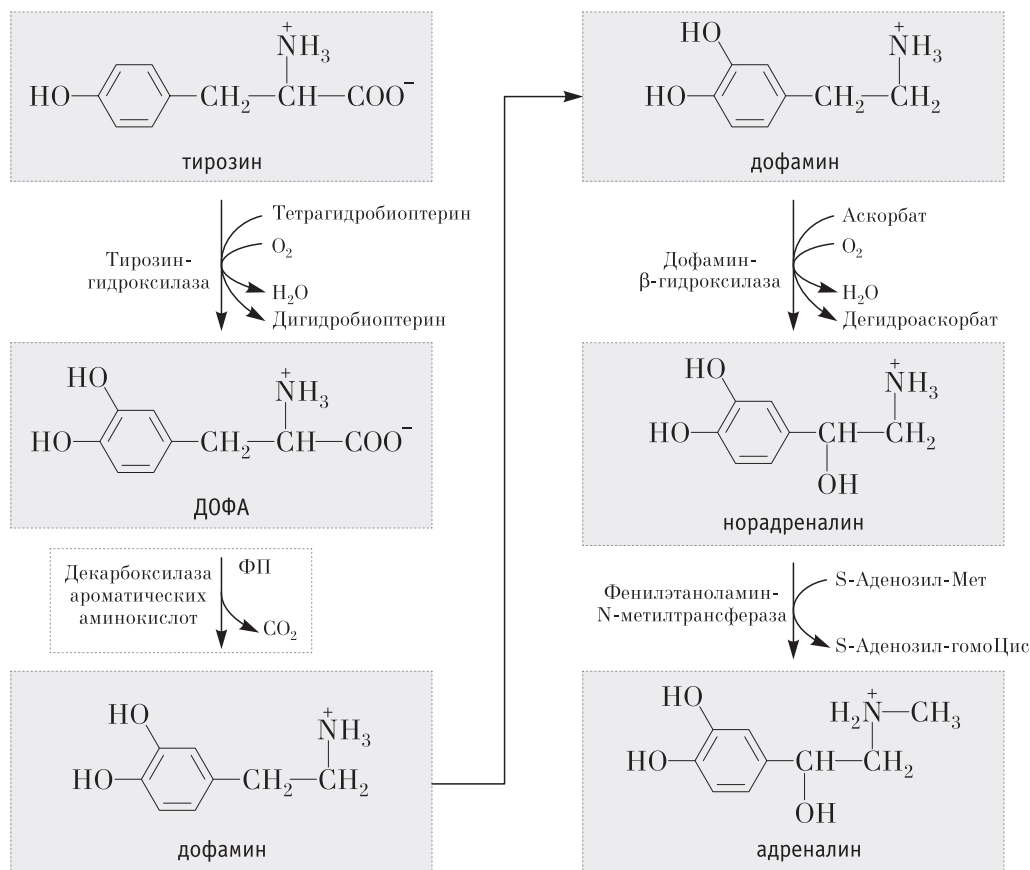 NH3
+
HO
CH2
CH
COO−
тирозин
Тирозин-
гидроксилаза
Тетрагидробиоптерин
O2
H2O
Дигидробиоптерин
HO
HO
NH3
+
CH2
CH
COO−
ДОФА
Декарбоксилаза
ароматических
аминокислот
ФП
CO2
HO
HO
NH3
+
CH2
CH2
дофамин
HO
HO
NH3
+
CH2
CH2
дофамин
Дофамин-
β-гидроксилаза
Аскорбат
O2
H2O
Дегидроаскорбат
HO
HO
NH3
+
CH
CH2
OH
норадреналин
Фенилэтаноламин-
N-метилтрансфераза
S-Аденозил-Мет
S-Аденозил-гомоЦис
HO
HO
H2N
+
CH3
CH
CH2
OH
адреналин